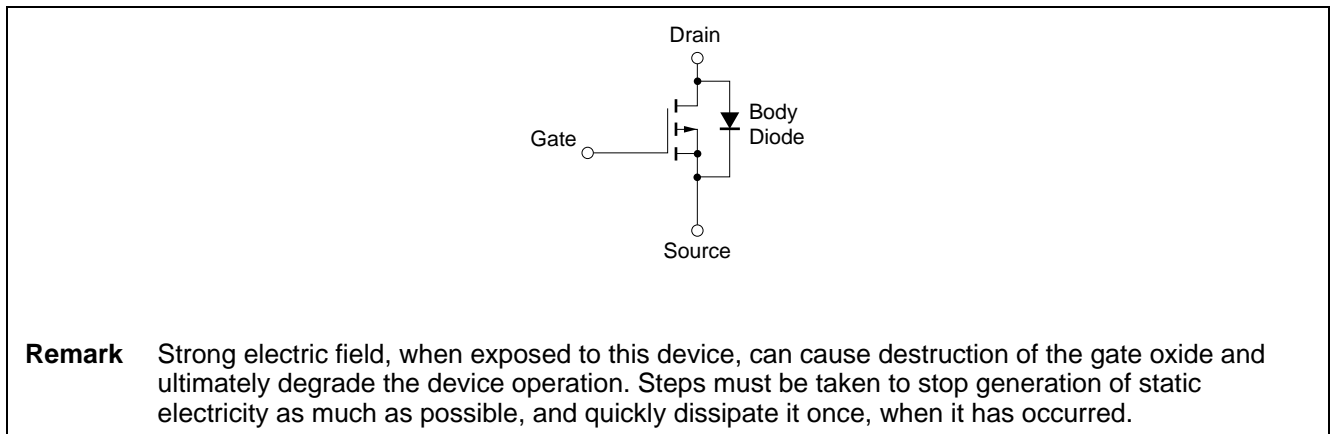 Drain
Body
Diode
Gate
Source
Remark Strong electric field, when exposed to this device, can cause destruction of the gate oxide and
ultimately degrade the device operation. Steps must be taken to stop generation of static
electricity as much as possible, and quickly dissipate it once, when it has occurred.